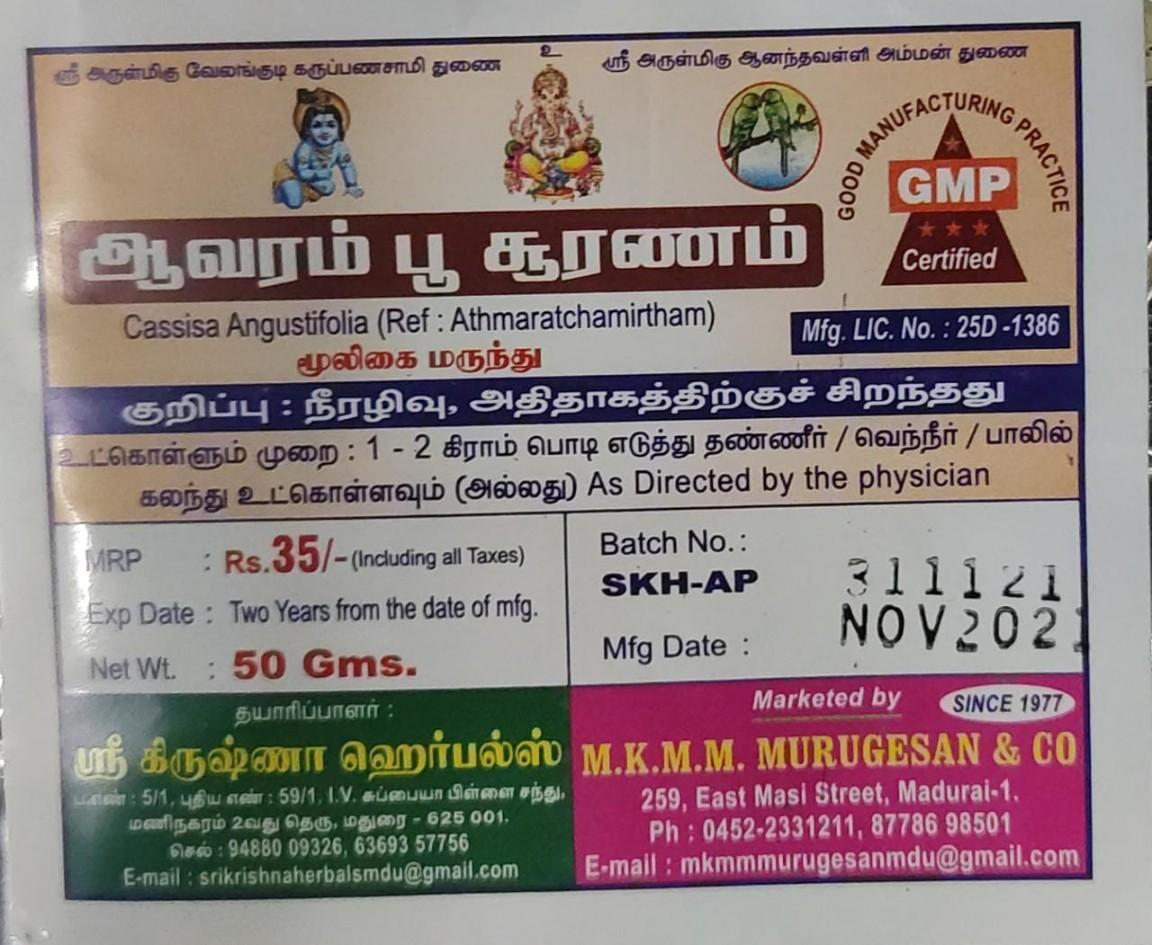 உ
ஸ்ரீ அருள்மிகு வேலங்குடி கருப்பணசாமி துணை
ஸ்ரீ அருள்மிகு ஆனந்தவள்ளி அம்மன் துணை
GOOD MANUFACTURING PRACTICE
GMP
Certified
ஆவரம் பூ சூரணம்
Cassisa Angustifolia (Ref : Athmaratchamirtham)
மூலிகை மருந்து
Mfg. LIC. No. : 25D -1386
குறிப்பு : நீரழிவு, அதிதாகத்திற்குச் சிறந்தது
உட்கொள்ளும் முறை : 1 - 2 கிராம் பொடி எடுத்து தண்ணீர் / வெந்நீர் / பாலில்
கலந்து உட்கொள்ளவும் (அல்லது) As Directed by the physician
MRP : Rs.35/- (Including all Taxes)
Exp Date : Two Years from the date of mfg.
Net Wt. : 50 Gms.
Batch No. :
SKH-AP 311121
Mfg Date : NOV2021
தயாரிப்பாளர் :
ஸ்ரீ கிருஷ்ணா ஹெர்பல்ஸ்
ப.எண் : 5/1, புதிய எண் : 59/1, I.V. சுப்பையா பிள்ளை சந்து,
மணிநகரம் 2வது தெரு, மதுரை - 625 001.
செல் : 94880 09326, 63693 57756
E-mail : srikrishnaherbalsmdu@gmail.com
Marketed by
SINCE 1977
M.K.M.M. MURUGESAN & CO
259, East Masi Street, Madurai-1.
Ph : 0452-2331211, 87786 98501
E-mail : mkmmmurugesanmdu@gmail.com